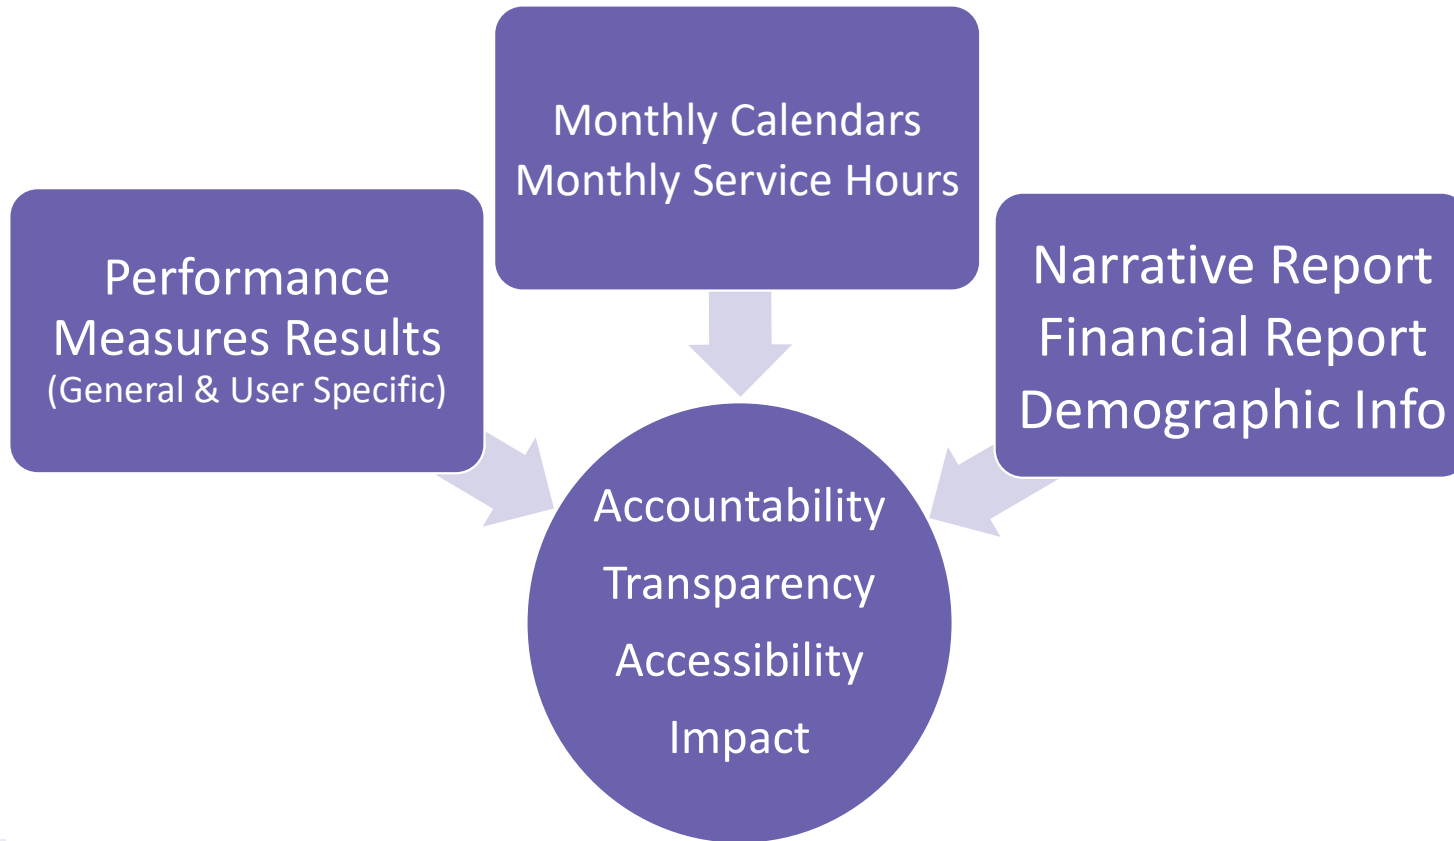 Monthly Calendars
Monthly Service Hours
Performance
Measures Results
(General & User Specific)
Narrative Report
Financial Report
Demographic Info
Accountability
Transparency
Accessibility
Impact